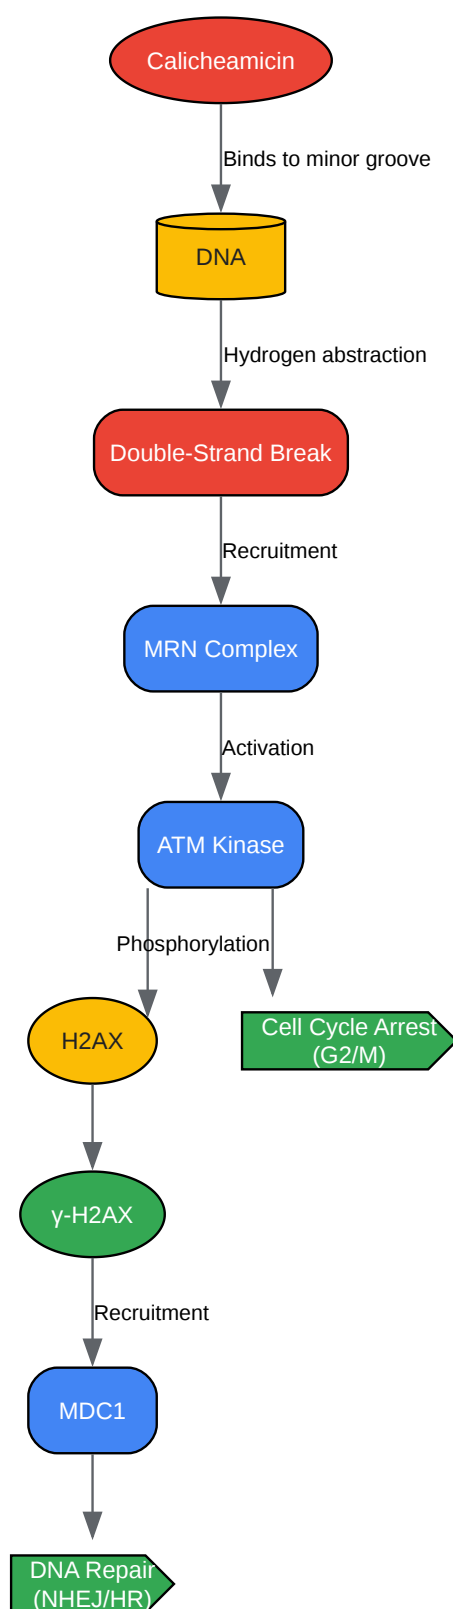 Calicheamicin
Binds to minor groove
DNA
Hydrogen abstraction
Double-Strand Break
Recruitment
MRN Complex
Activation
ATM Kinase
Phosphorylation
H2AX
Cell Cycle Arrest
(G2/M)
γ-H2AX
Recruitment
MDC1
DNA Repair
(NHEJ/HR)